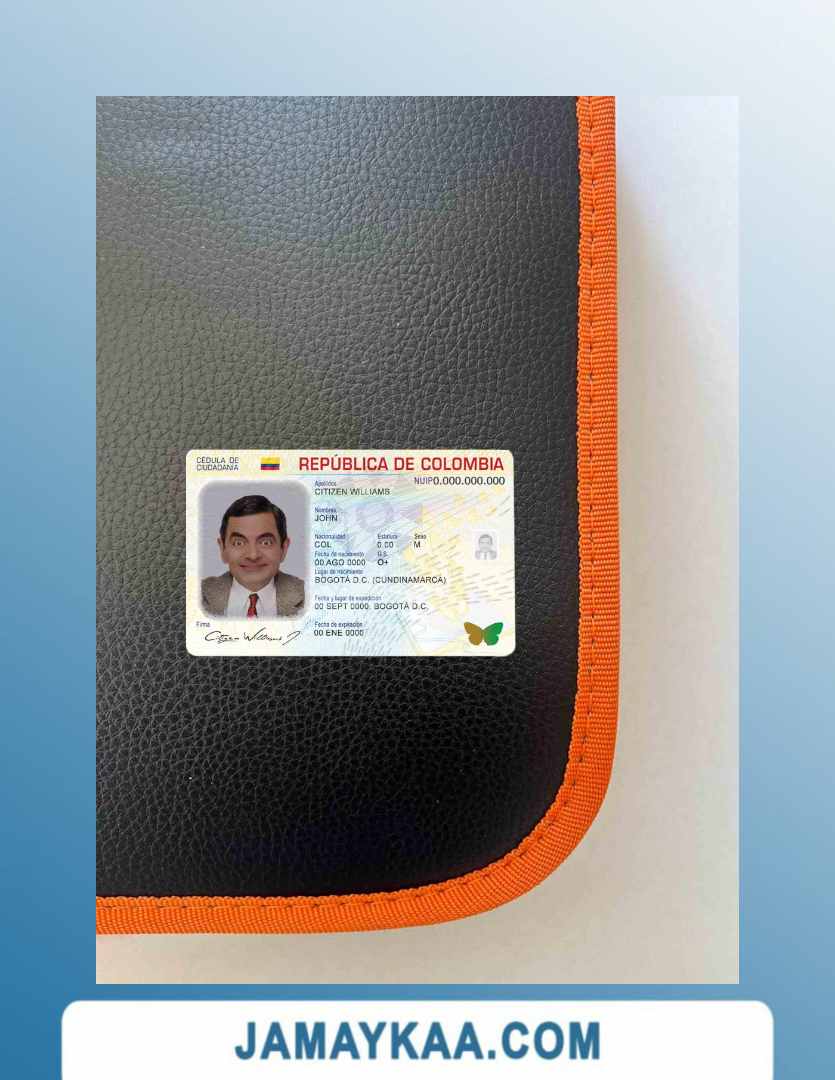 CÉDULA DE
CIUDADANÍA
REPÚBLICA DE COLOMBIA
NUIP0.000.000.000
Apellidos
CITIZEN WILLIAMS
Nombres
JOHN
Nacionalidad Estatura Sexo
COL 0.00 M
Fecha de nacimiento G.S.
00 AGO 0000 O+
Lugar de nacimiento
BOGOTÁ D.C. (CUNDINAMARCA)
Fecha y lugar de expedición
00 SEPT 0000, BOGOTÁ D.C.
Firma
Citizen Williams J
Fecha de expiración
00 ENE 0000
JAMAYKAA.COM